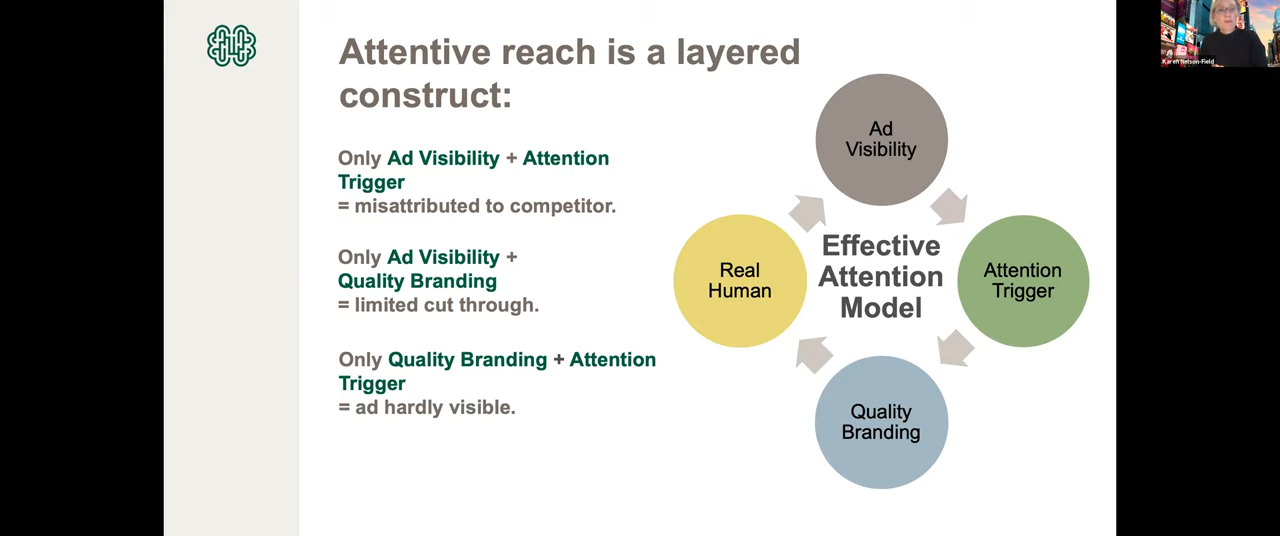 Attentive reach is a layered
construct:
Only Ad Visibility + Attention
Trigger
= misattributed to competitor.
Only Ad Visibility +
Quality Branding
= limited cut through.
Only Quality Branding + Attention
Trigger
= ad hardly visible.
Ad
Visibility
Attention
Trigger
Quality
Branding
Real
Human
Effective
Attention
Model
Karen Nelson-Field